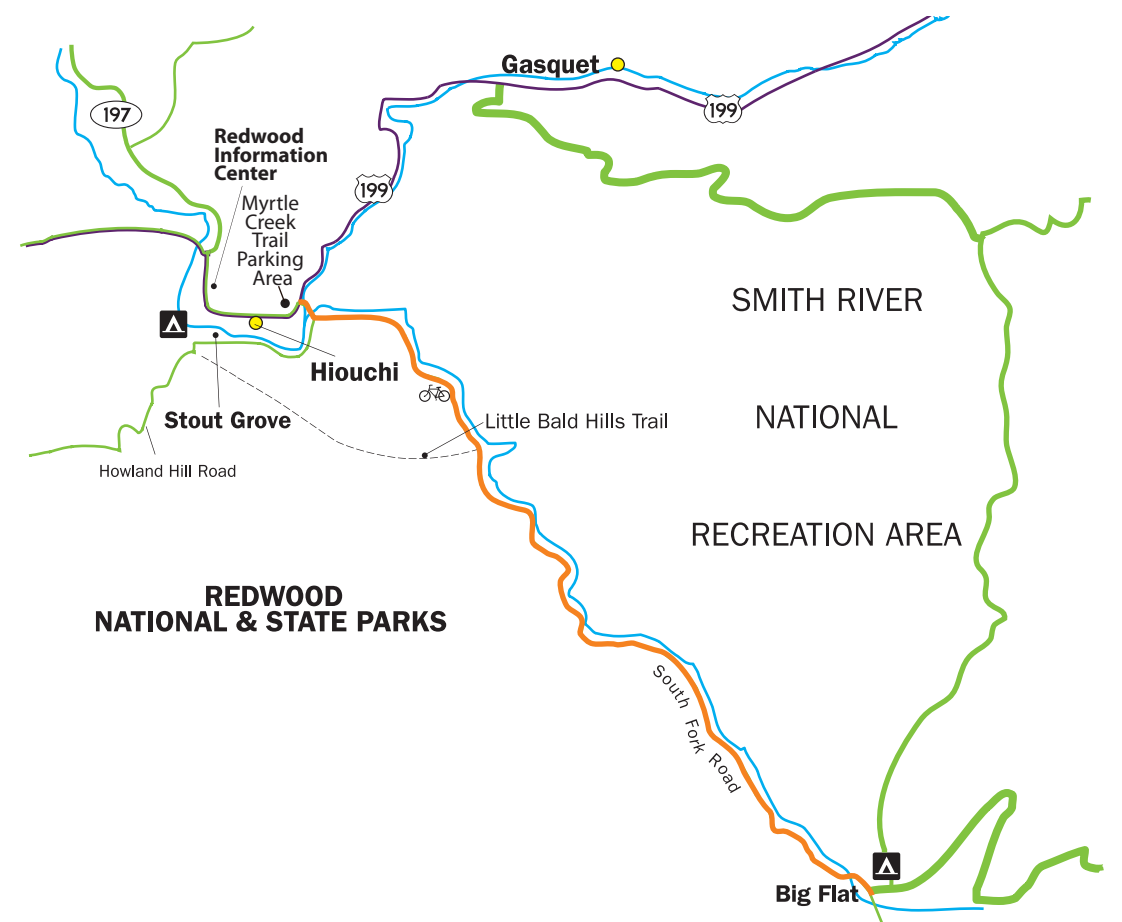 Gasquet
199
197
Redwood
Information
Center
199
Myrtle
Creek
Trail
Parking
Area
SMITH RIVER
Hiouchi
Stout Grove
NATIONAL
Little Bald Hills Trail
Howland Hill Road
RECREATION AREA
REDWOOD
NATIONAL & STATE PARKS
South Fork Road
Big Flat